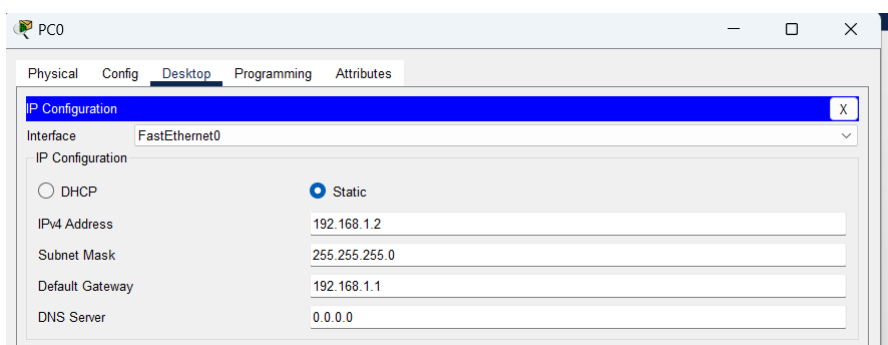 PC0
Physical Config Desktop Programming Attributes
IP Configuration X
Interface FastEthernet0
IP Configuration
DHCP Static
IPv4 Address 192.168.1.2
Subnet Mask 255.255.255.0
Default Gateway 192.168.1.1
DNS Server 0.0.0.0